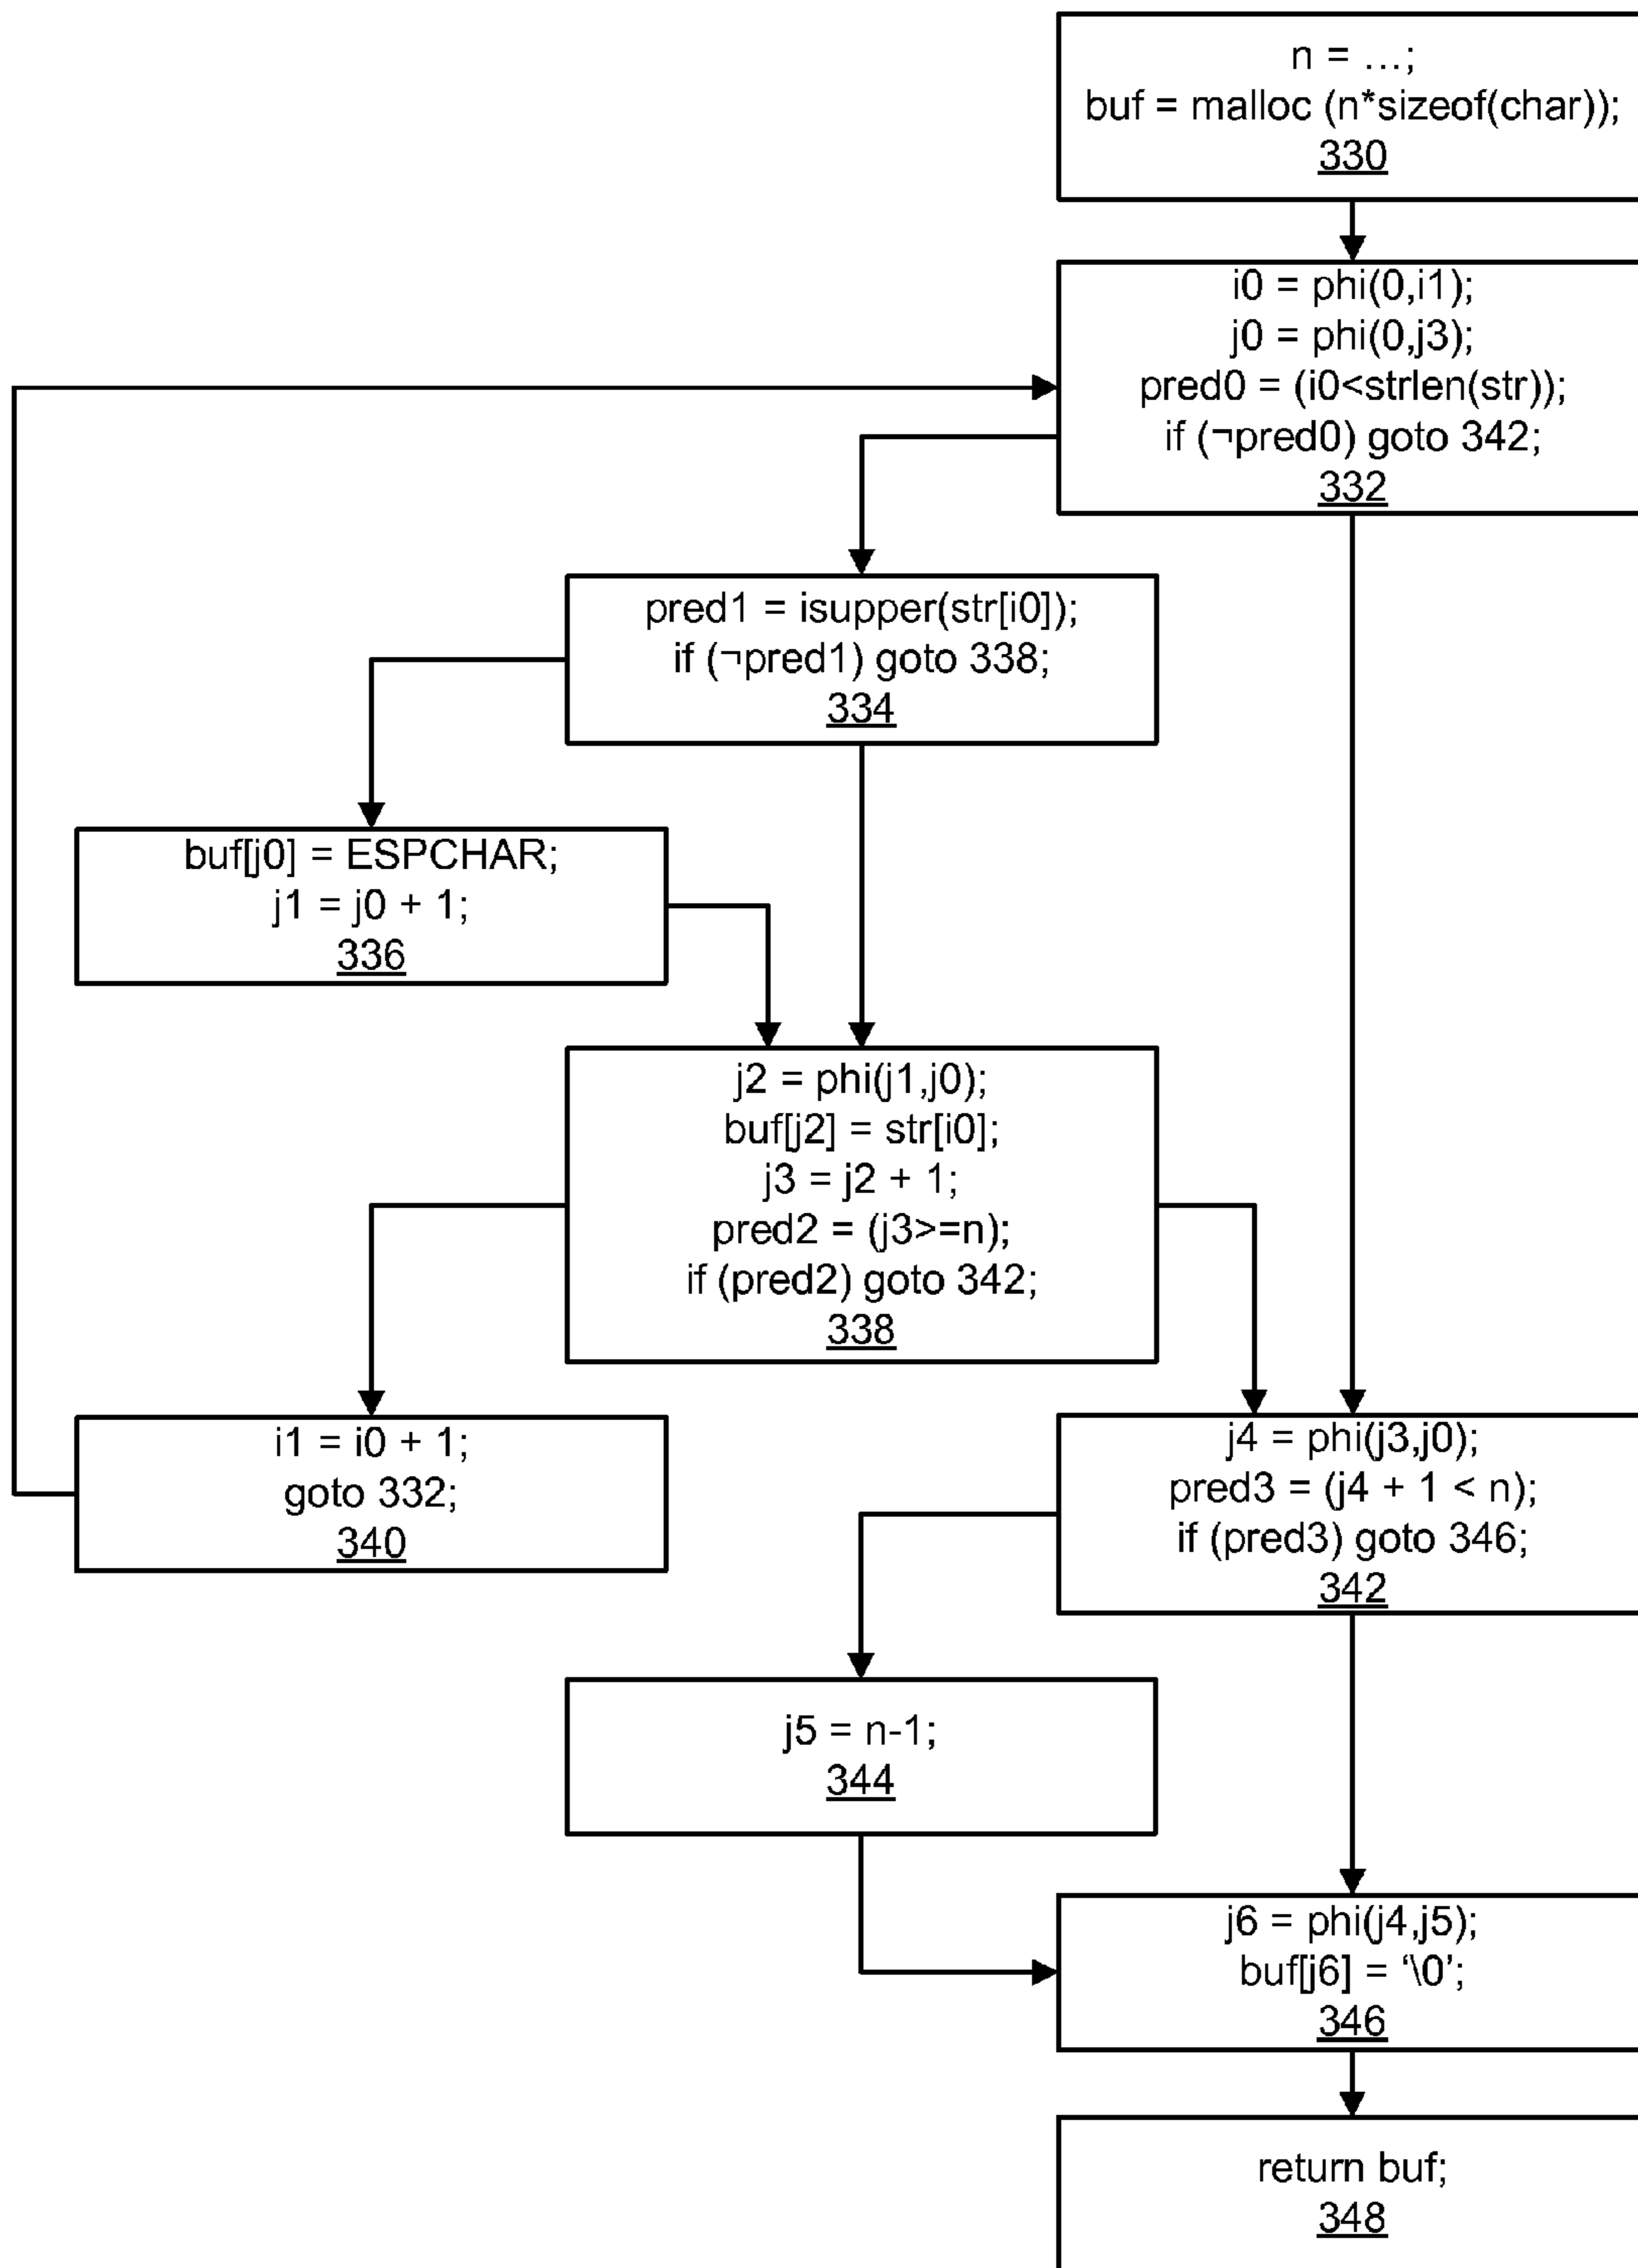 n = ...;
buf = malloc (n*sizeof(char));
330
i0 = phi(0,i1);
j0 = phi(0,j3);
pred0 = (i0<strlen(str));
if (¬pred0) goto 342;
332
pred1 = isupper(str[i0]);
if (¬pred1) goto 338;
334
buf[j0] = ESPCHAR;
j1 = j0 + 1;
336
j2 = phi(j1,j0);
buf[j2] = str[i0];
j3 = j2 + 1;
pred2 = (j3>=n);
if (pred2) goto 342;
338
i1 = i0 + 1;
goto 332;
340
j4 = phi(j3,j0);
pred3 = (j4 + 1 < n);
if (pred3) goto 346;
342
j5 = n-1;
344
j6 = phi(j4,j5);
buf[j6] = ‘\0’;
346
return buf;
348